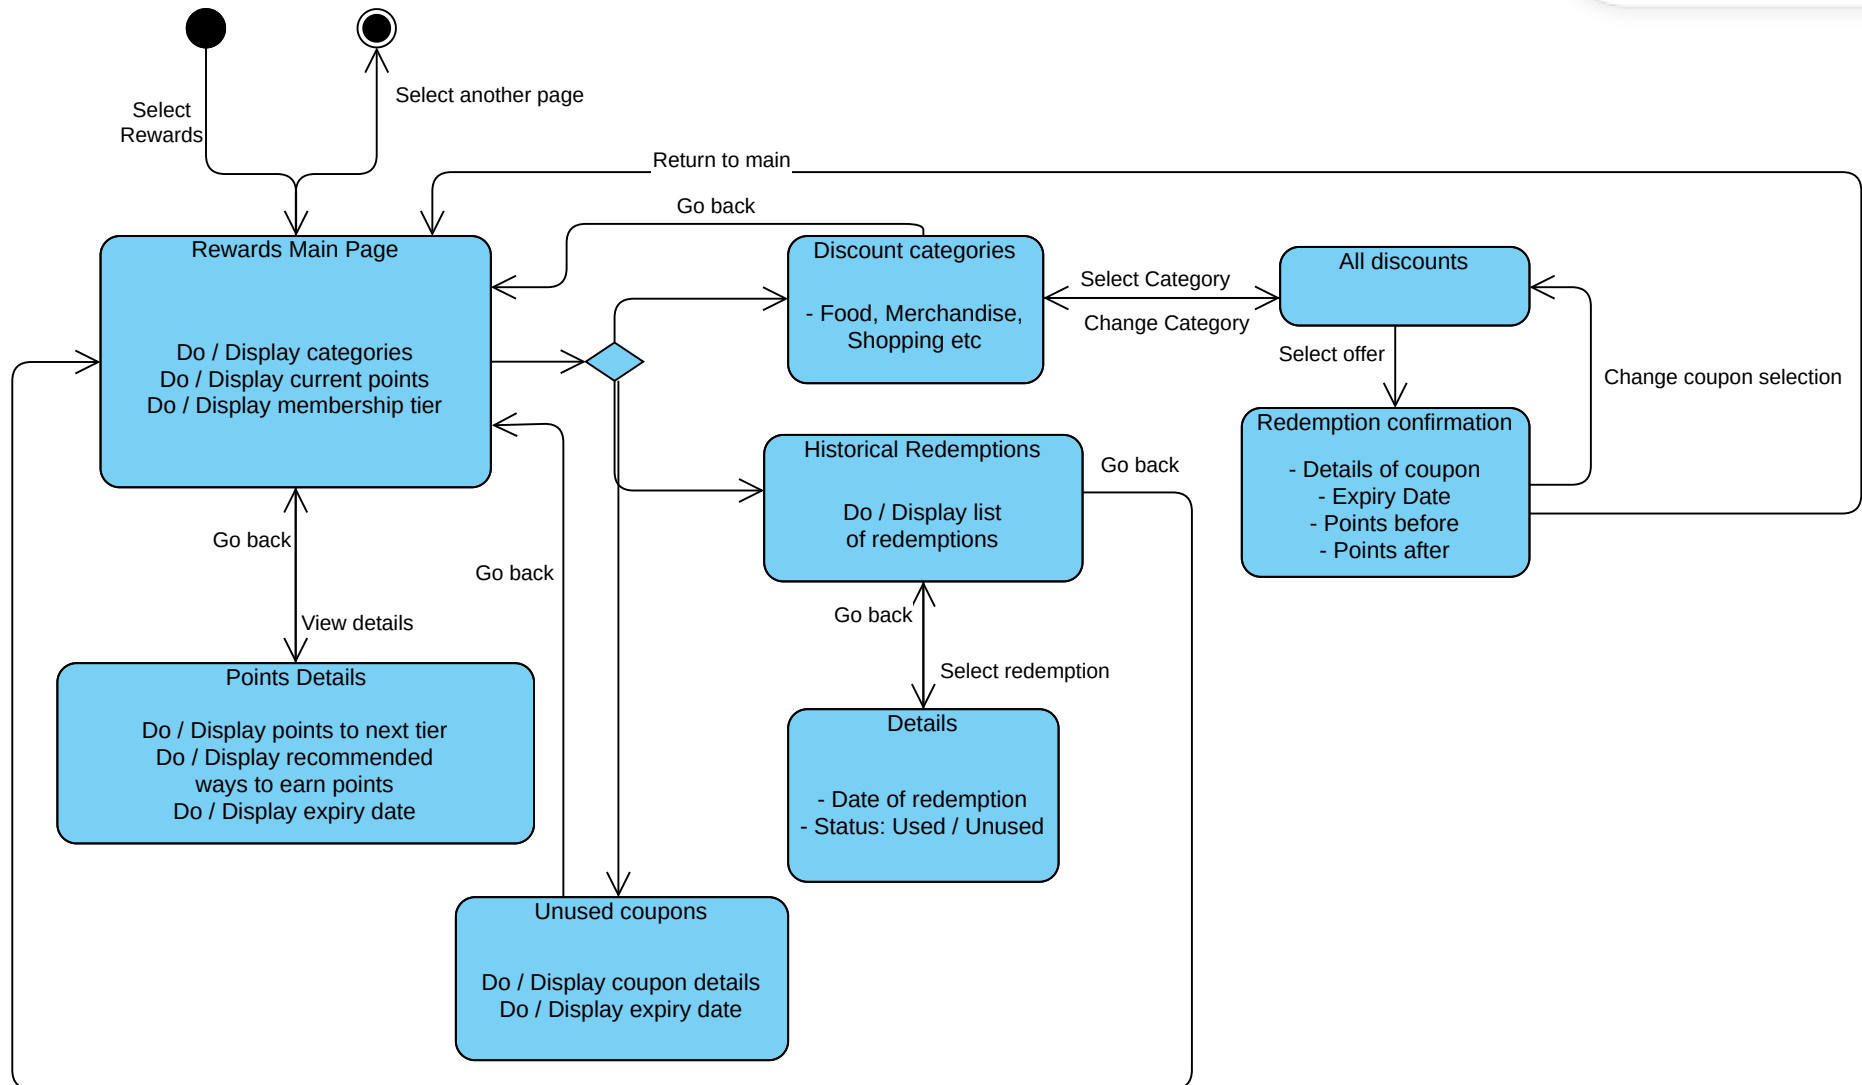 Select
Rewards
Select another page
Return to main
Go back
Rewards Main Page
Do / Display categories
Do / Display current points
Do / Display membership tier
Discount categories
- Food, Merchandise,
Shopping etc
Select Category
Change Category
All discounts
Select offer
Change coupon selection
Redemption confirmation
- Details of coupon
- Expiry Date
- Points before
- Points after
Historical Redemptions
Do / Display list
of redemptions
Go back
Go back
View details
Go back
Go back
Select redemption
Points Details
Do / Display points to next tier
Do / Display recommended
ways to earn points
Do / Display expiry date
Details
- Date of redemption
- Status: Used / Unused
Unused coupons
Do / Display coupon details
Do / Display expiry date